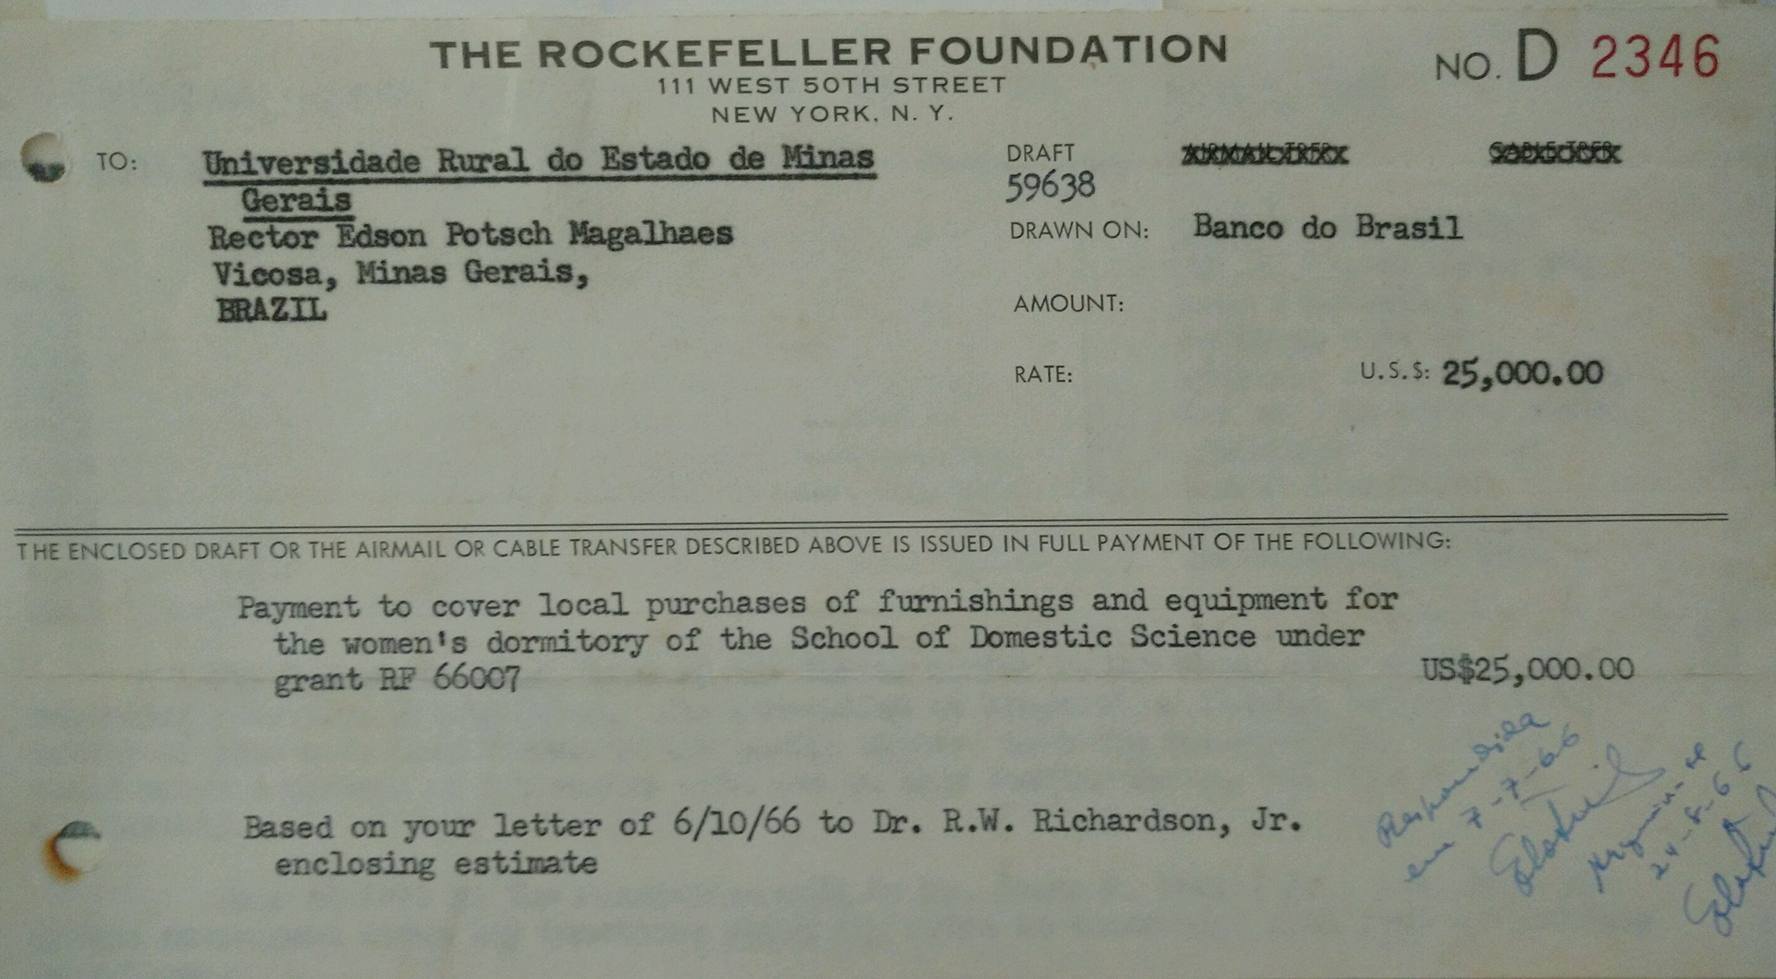 THE ROCKEFELLER FOUNDATION
111 WEST 50TH STREET
NEW YORK, N. Y.
NO. D 2346
TO: Universidade Rural do Estado de Minas
Gerais
Rector Edson Potsch Magalhaes
Vicosa, Minas Gerais,
BRAZIL
DRAFT
59638
DRAWN ON: Banco do Brasil
AMOUNT:
RATE: U.S.$: 25,000.00
THE ENCLOSED DRAFT OR THE AIRMAIL OR CABLE TRANSFER DESCRIBED ABOVE IS ISSUED IN FULL PAYMENT OF THE FOLLOWING:
Payment to cover local purchases of furnishings and equipment for
the women's dormitory of the School of Domestic Science under
grant RF 66007 US$25,000.00
Based on your letter of 6/10/66 to Dr. R.W. Richardson, Jr.
enclosing estimate
Respondida
em 7-7-66
Arquive-se
24-8-66